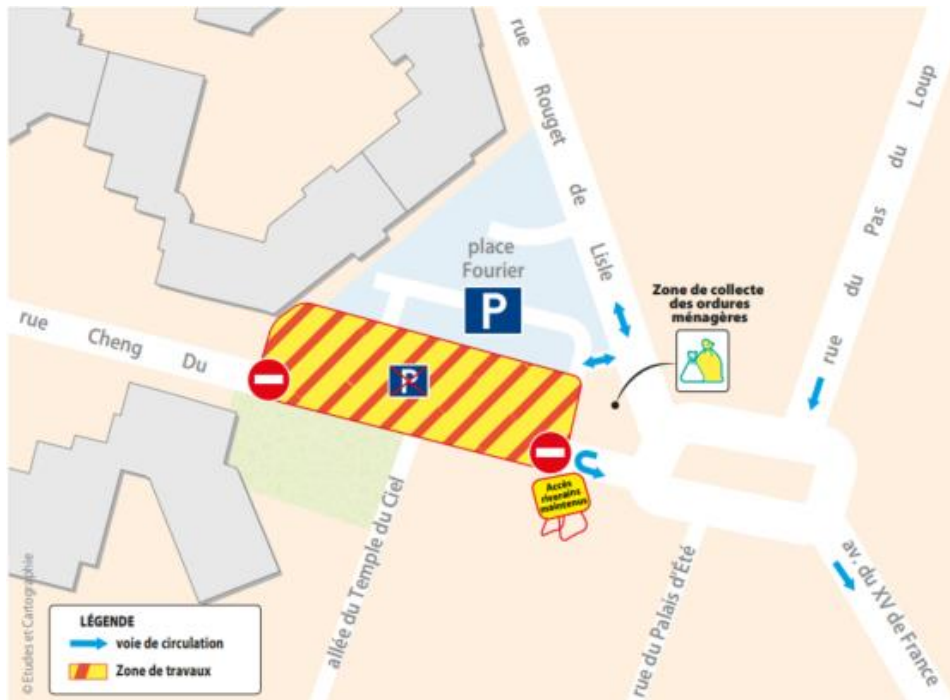 rue Rouget de Lisle
rue du Pas du Loup
place
Fourier
P
Zone de collecte
des ordures
ménagères
rue Cheng Du
P
Accès
riverains
maintenus
allée du Temple du Ciel
rue du Palais d'Été
av. du XV de France
© Etudes et Cartographie
LÉGENDE
voie de circulation
Zone de travaux